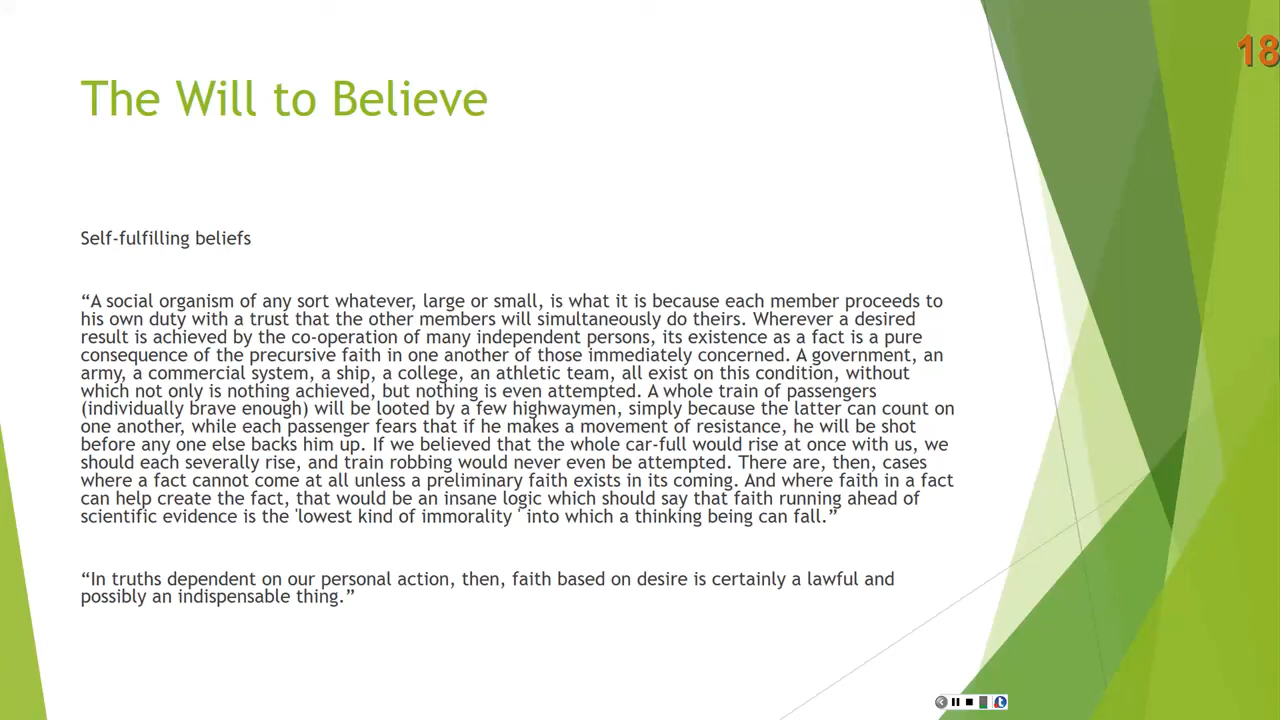 18
The Will to Believe
Self-fulfilling beliefs
“A social organism of any sort whatever, large or small, is what it is because each member proceeds to
his own duty with a trust that the other members will simultaneously do theirs. Wherever a desired
result is achieved by the co-operation of many independent persons, its existence as a fact is a pure
consequence of the precursive faith in one another of those immediately concerned. A government, an
army, a commercial system, a ship, a college, an athletic team, all exist on this condition, without
which not only is nothing achieved, but nothing is even attempted. A whole train of passengers
(individually brave enough) will be looted by a few highwaymen, simply because the latter can count on
one another, while each passenger fears that if he makes a movement of resistance, he will be shot
before any one else backs him up. If we believed that the whole car-full would rise at once with us, we
should each severally rise, and train robbing would never even be attempted. There are, then, cases
where a fact cannot come at all unless a preliminary faith exists in its coming. And where faith in a fact
can help create the fact, that would be an insane logic which should say that faith running ahead of
scientific evidence is the 'lowest kind of immorality ' into which a thinking being can fall.”
“In truths dependent on our personal action, then, faith based on desire is certainly a lawful and
possibly an indispensable thing.”